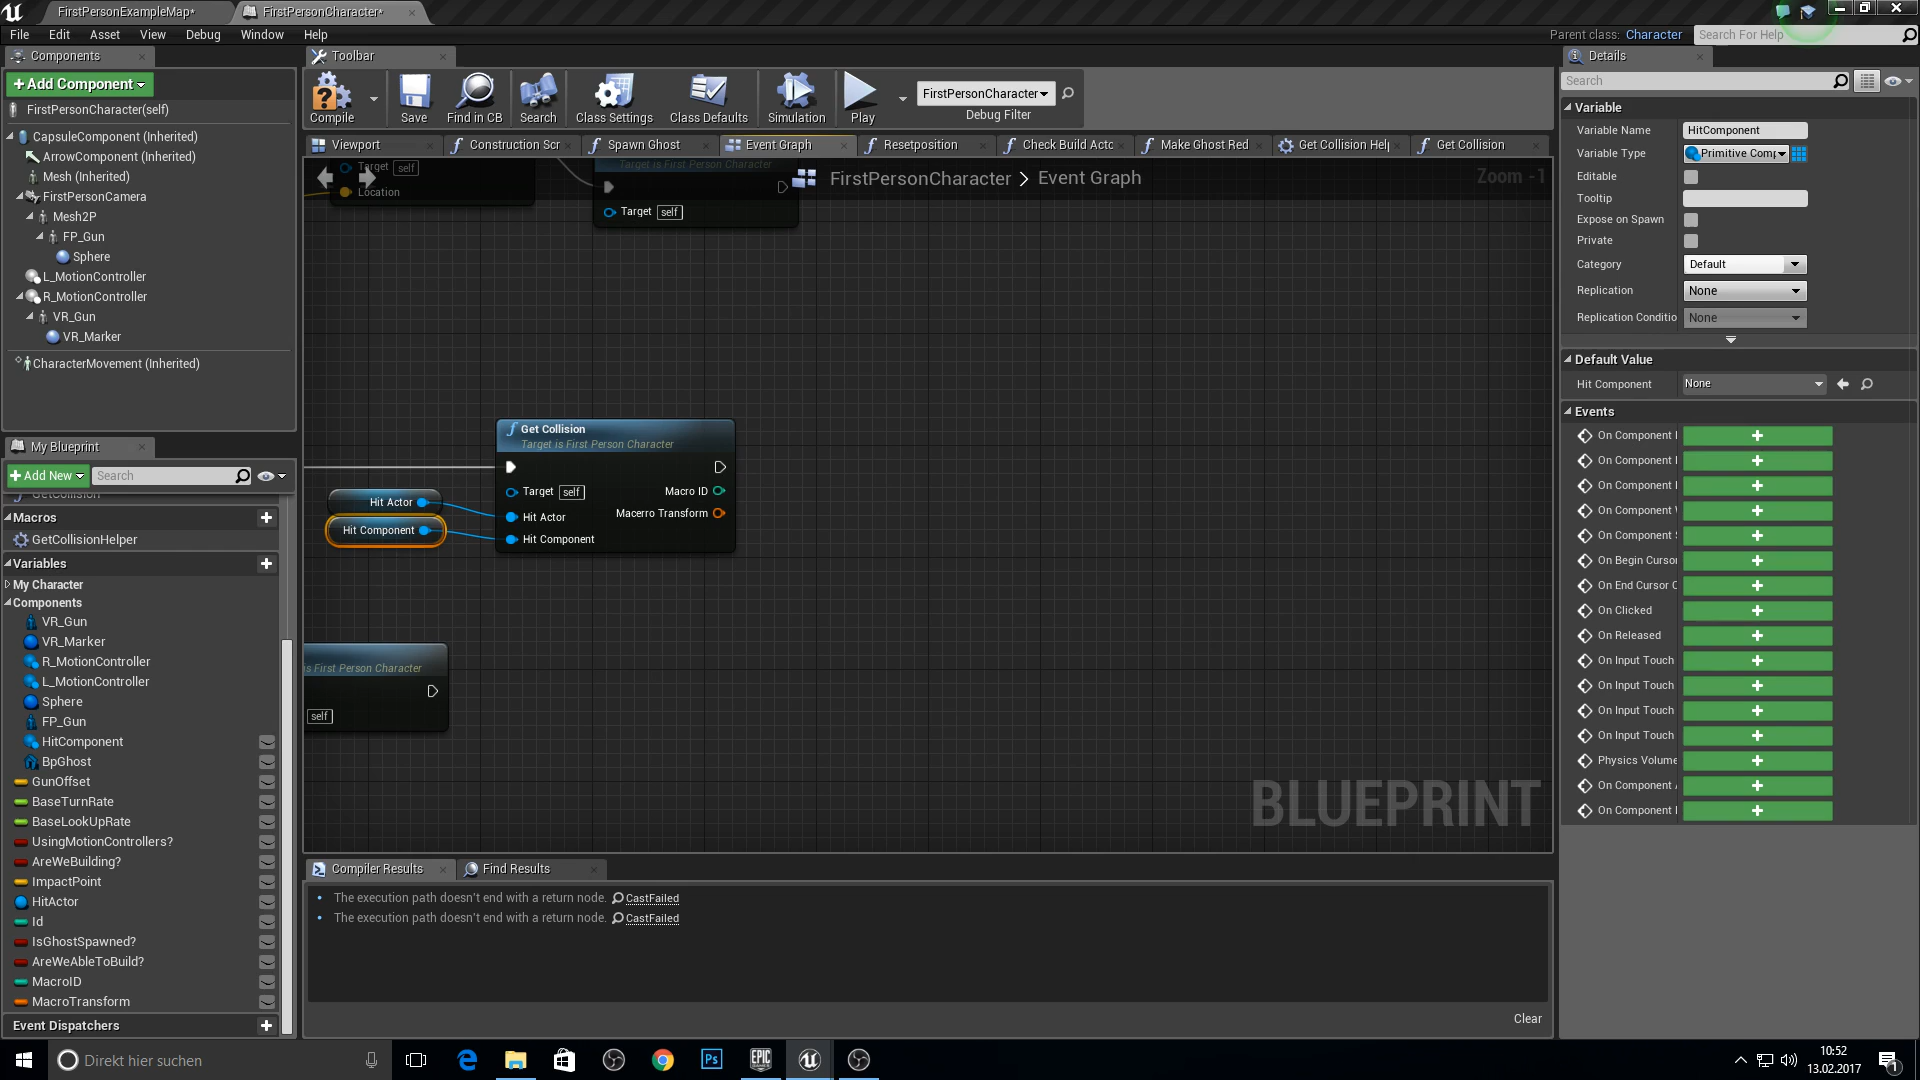 FirstPersonExampleMap*
FirstPersonCharacter*
File Edit Asset View Debug Window Help
Parent class: Character
Search For Help
Components
Toolbar
Details
+Add Component
Search
FirstPersonCharacter(self)
CapsuleComponent (Inherited)
ArrowComponent (Inherited)
Mesh (Inherited)
FirstPersonCamera
Mesh2P
FP_Gun
Sphere
L_MotionController
R_MotionController
VR_Gun
VR_Marker
CharacterMovement (Inherited)
Compile
Save
Find in CB
Search
Class Settings
Class Defaults
Simulation
Play
FirstPersonCharacter
Debug Filter
Viewport
Construction Scr
Spawn Ghost
Event Graph
Resetposition
Check Build Actc
Make Ghost Red
Get Collision Hel
Get Collision
Target self
Location
Target is First Person Character
Target self
FirstPersonCharacter > Event Graph
Zoom -1
Get Collision
Target is First Person Character
Target self
Macro ID
Hit Actor
Hit Actor
Macerro Transform
Hit Component
Hit Component
is First Person Character
self
BLUEPRINT
My Blueprint
+Add New
Search
GetCollision
Macros
GetCollisionHelper
Variables
My Character
Components
VR_Gun
VR_Marker
R_MotionController
L_MotionController
Sphere
FP_Gun
HitComponent
BpGhost
GunOffset
BaseTurnRate
BaseLookUpRate
UsingMotionControllers?
AreWeBuilding?
ImpactPoint
HitActor
Id
IsGhostSpawned?
AreWeAbleToBuild?
MacroID
MacroTransform
Event Dispatchers
Compiler Results
Find Results
The execution path doesn't end with a return node. CastFailed
The execution path doesn't end with a return node. CastFailed
Clear
Variable
Variable Name HitComponent
Variable Type Primitive Comp
Editable
Tooltip
Expose on Spawn
Private
Category Default
Replication None
Replication Conditio None
Default Value
Hit Component None
Events
On Component
On Component
On Component
On Component
On Component
On Begin Cursor
On End Cursor
On Clicked
On Released
On Input Touch
On Input Touch
On Input Touch
On Input Touch
Physics Volume
On Component
On Component
Direkt hier suchen
Ps
EPIC GAMES
10:52
13.02.2017
1